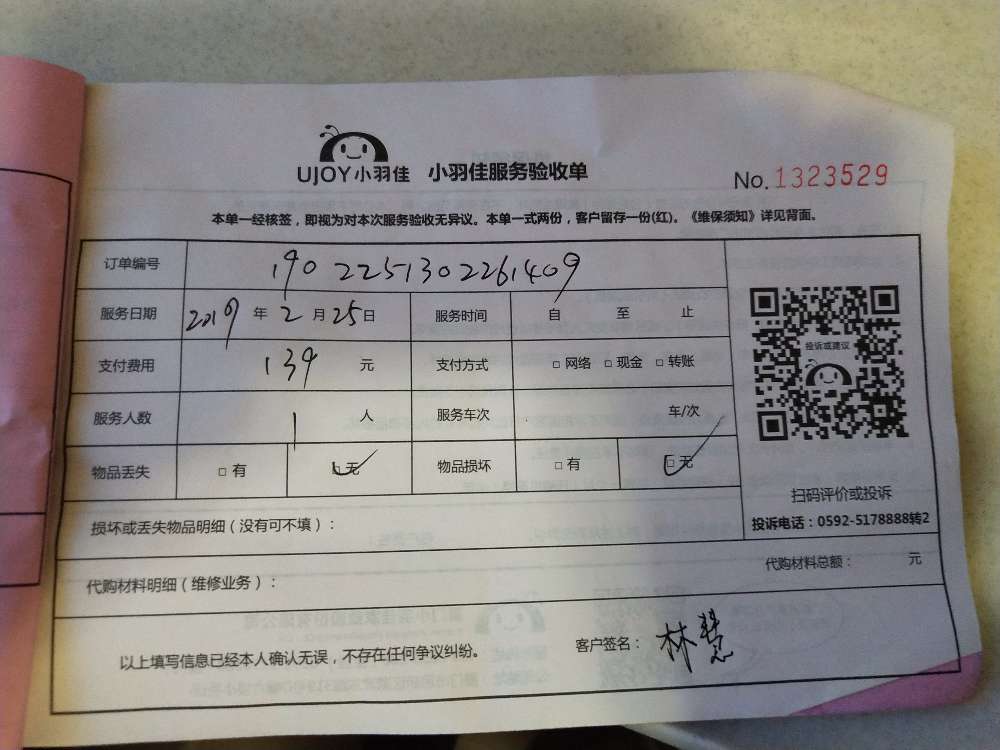 UJOY小羽佳 小羽佳服务验收单
No.1323529
本单一经核签，即视为对本次服务验收无异议。本单一式两份，客户留存一份(红)。《维保须知》详见背面。
订单编号 190 2251302261409
服务日期 2019 年 2 月 25 日 服务时间 自 至 止
支付费用 139 元 支付方式 □网络 □现金 □转账
服务人数 1 人 服务车次 车/次
投诉或建议
物品丢失 □有 □无 ✓ 物品损坏 □有 □无 ✓
扫码评价或投诉
投诉电话：0592-5178888转2
损坏或丢失物品明细（没有可不填）：
代购材料明细（维修业务）： 代购材料总额： 元
以上填写信息已经本人确认无误，不存在任何争议纠纷。 客户签名： 林慧